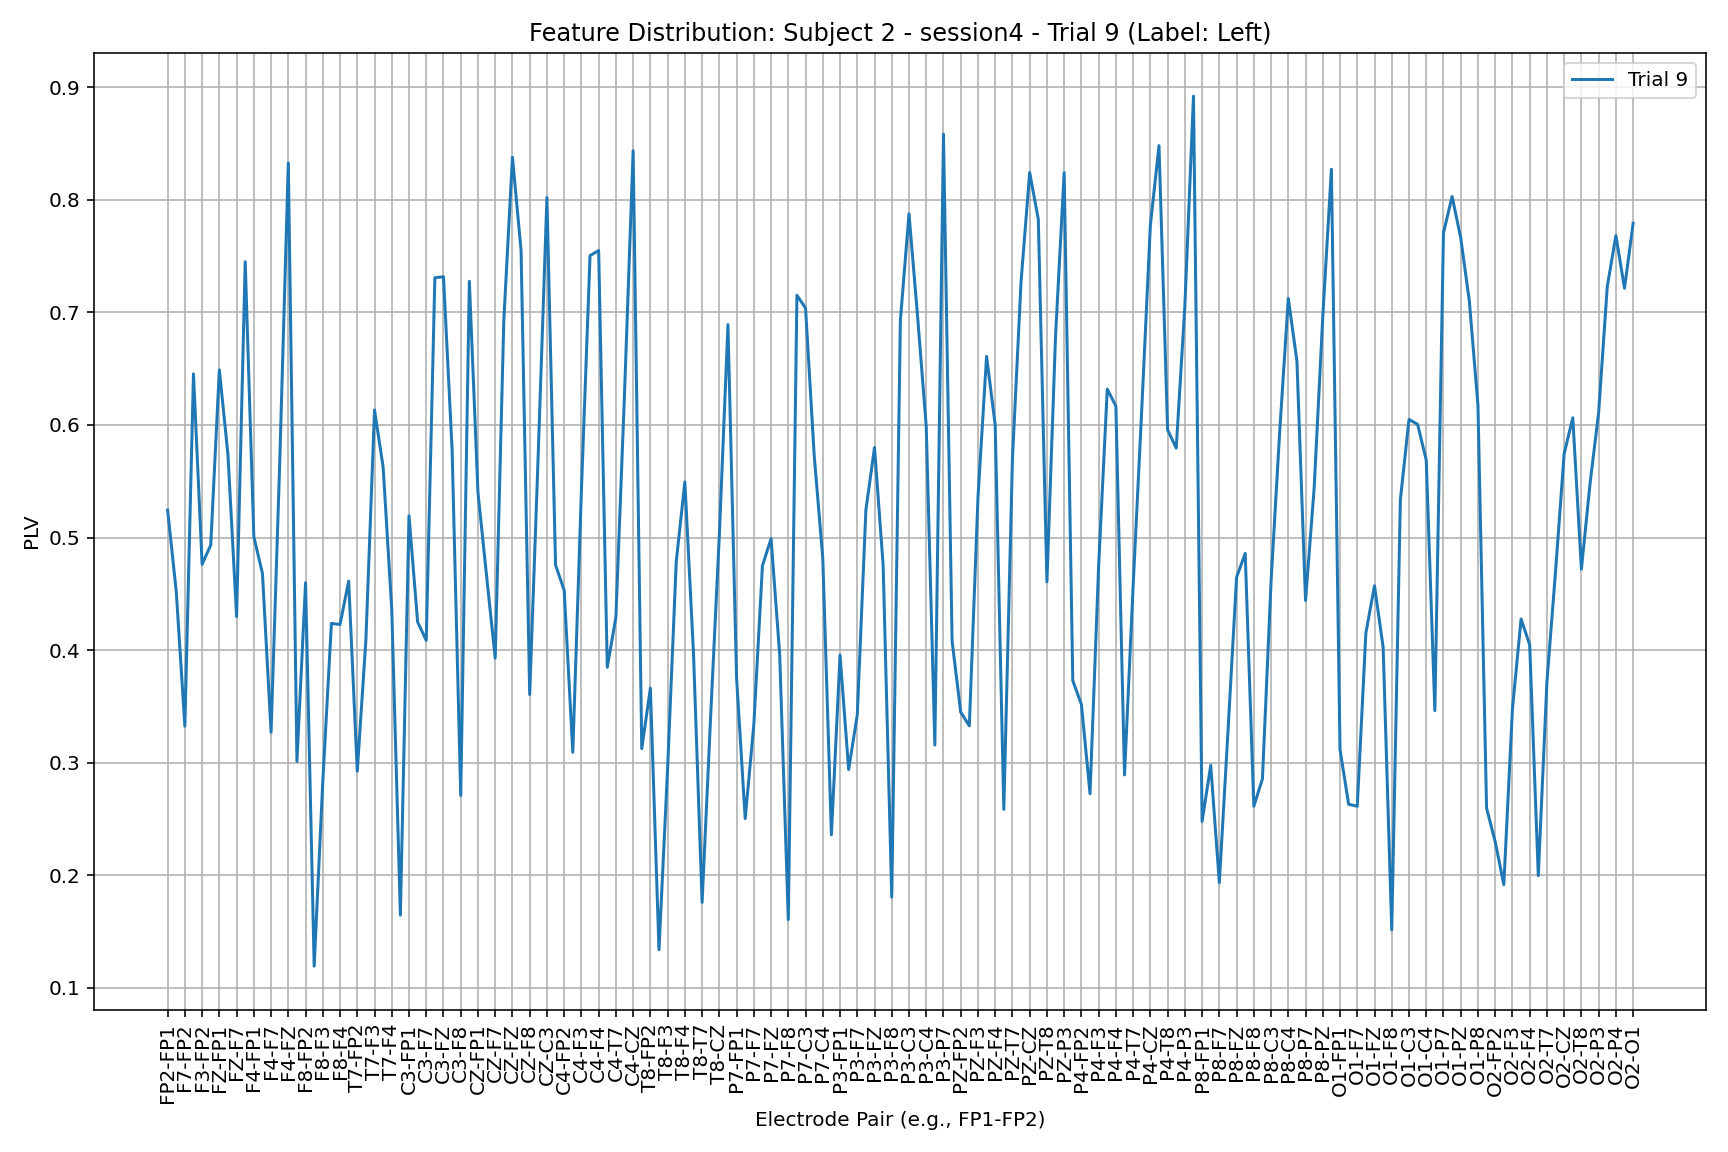 Feature Distribution: Subject 2 - session4 - Trial 9 (Label: Left)
Trial 9
0.9
0.8
0.7
0.6
0.5
0.4
0.3
0.2
0.1
PLV
FP2-FP1
F7-FP2
F3-FP2
FZ-FP1
FZ-F7
F4-FP1
F4-F7
F4-FZ
F8-FP2
F8-F3
F8-F4
T7-FP2
T7-F3
T7-F4
C3-FP1
C3-F7
C3-FZ
C3-F8
CZ-FP1
CZ-F7
CZ-FZ
CZ-F8
CZ-C3
C4-FP2
C4-F3
C4-F4
C4-T7
C4-CZ
T8-FP2
T8-F3
T8-F4
T8-T7
T8-CZ
P7-FP1
P7-F7
P7-FZ
P7-F8
P7-C3
P7-C4
P3-FP1
P3-F7
P3-FZ
P3-F8
P3-C3
P3-C4
P3-P7
PZ-FP2
PZ-F3
PZ-F4
PZ-T7
PZ-CZ
PZ-T8
PZ-P3
P4-FP2
P4-F3
P4-F4
P4-T7
P4-CZ
P4-T8
P4-P3
P8-FP1
P8-F7
P8-FZ
P8-F8
P8-C3
P8-C4
P8-P7
P8-PZ
O1-FP1
O1-F7
O1-FZ
O1-F8
O1-C3
O1-C4
O1-P7
O1-PZ
O1-P8
O2-FP2
O2-F3
O2-F4
O2-T7
O2-CZ
O2-T8
O2-P3
O2-P4
O2-O1
Electrode Pair (e.g., FP1-FP2)